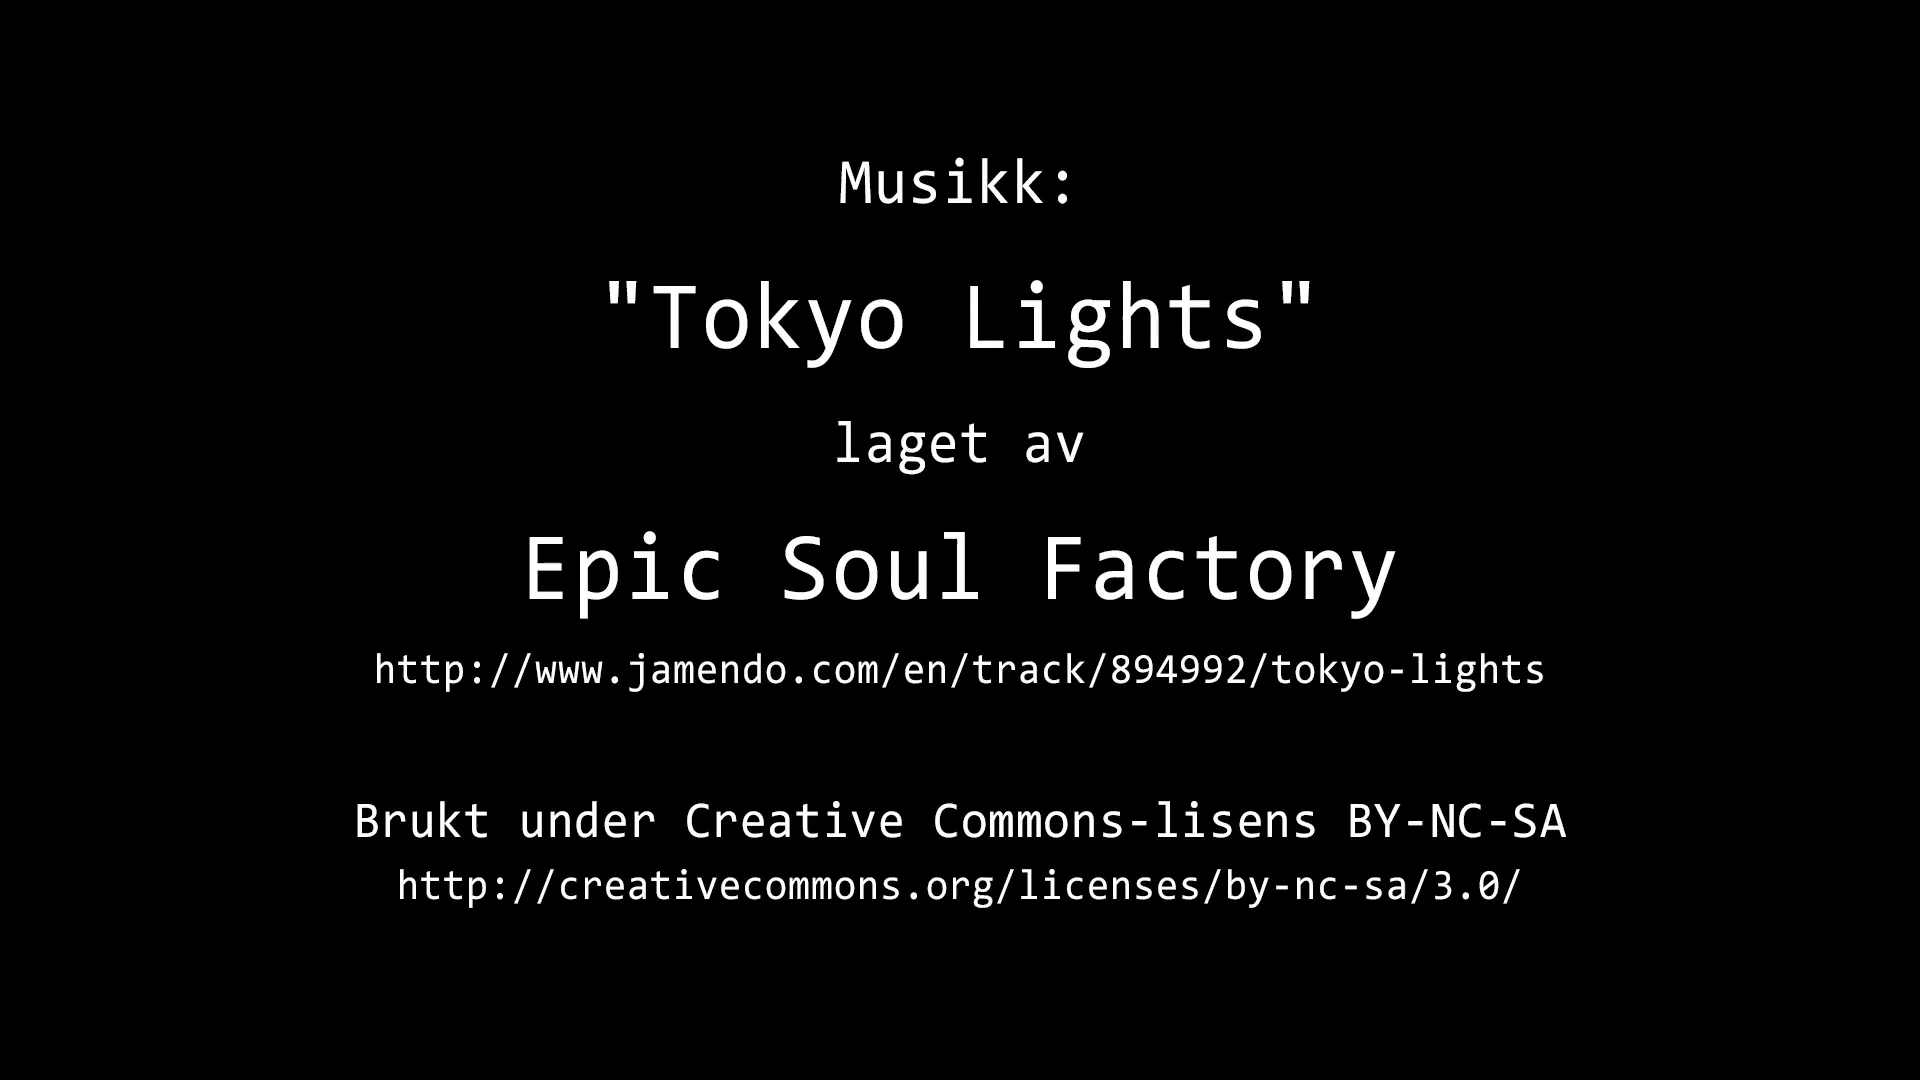 Musikk:
"Tokyo Lights"
laget av
Epic Soul Factory
http://www.jamendo.com/en/track/894992/tokyo-lights
Brukt under Creative Commons-lisens BY-NC-SA
http://creativecommons.org/licenses/by-nc-sa/3.0/